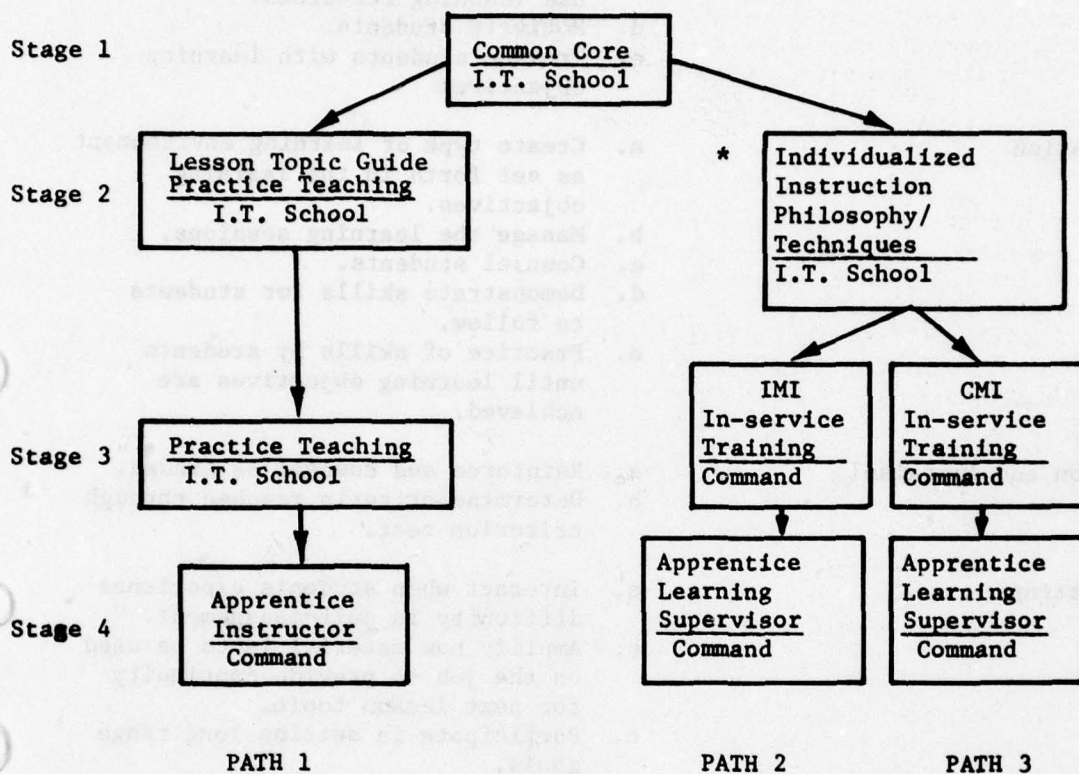 Stage 1
Common Core
I.T. School
Stage 2
Lesson Topic Guide
Practice Teaching
I.T. School
* Individualized
Instruction
Philosophy/
Techniques
I.T. School
Stage 3
Practice Teaching
I.T. School
IMI
In-service
Training
Command
CMI
In-service
Training
Command
Stage 4
Apprentice
Instructor
Command
Apprentice
Learning
Supervisor
Command
Apprentice
Learning
Supervisor
Command
PATH 1
PATH 2
PATH 3